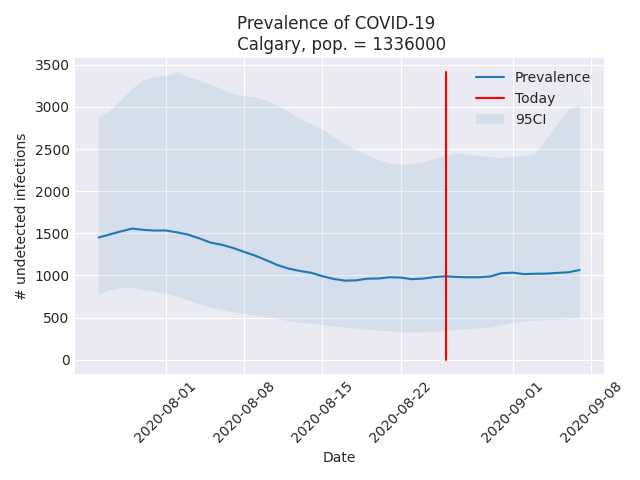 Prevalence of COVID-19
Calgary, pop. = 1336000
3500
3000
2500
2000
1500
1000
500
0
# undetected infections
Prevalence
Today
95CI
2020-08-01
2020-08-08
2020-08-15
2020-08-22
2020-09-01
2020-09-08
Date